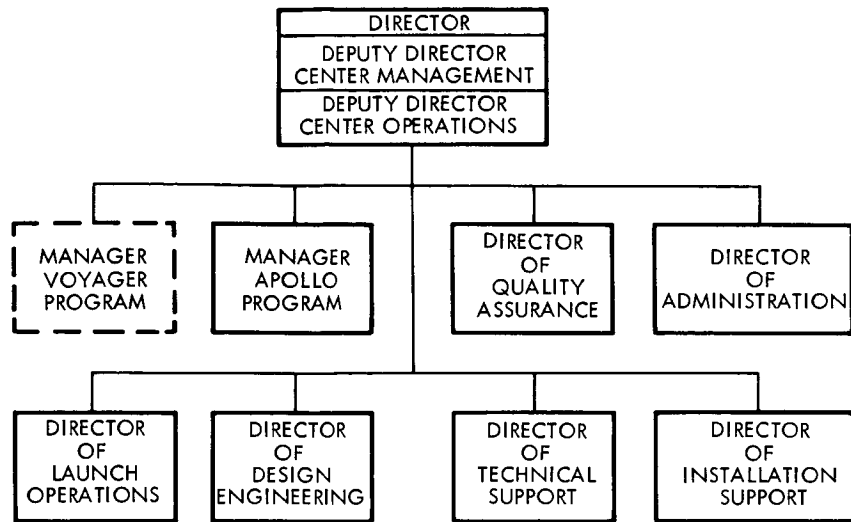 DIRECTOR
DEPUTY DIRECTOR
CENTER MANAGEMENT
DEPUTY DIRECTOR
CENTER OPERATIONS
MANAGER
VOYAGER
PROGRAM
MANAGER
APOLLO
PROGRAM
DIRECTOR
OF
QUALITY
ASSURANCE
DIRECTOR
OF
ADMINISTRATION
DIRECTOR
OF
LAUNCH
OPERATIONS
DIRECTOR
OF
DESIGN
ENGINEERING
DIRECTOR
OF
TECHNICAL
SUPPORT
DIRECTOR
OF
INSTALLATION
SUPPORT